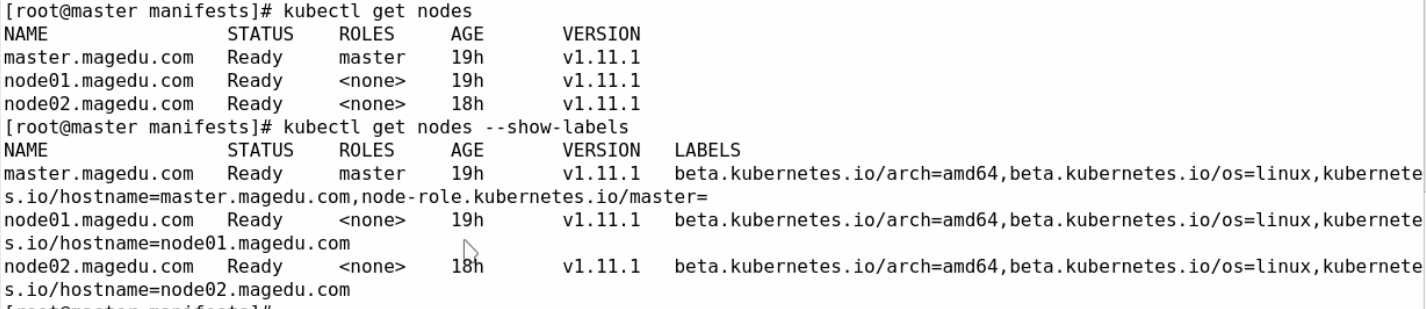 [root@master manifests]# kubectl get nodes
NAME                STATUS    ROLES     AGE       VERSION
master.magedu.com   Ready     master    19h       v1.11.1
node01.magedu.com   Ready     <none>    19h       v1.11.1
node02.magedu.com   Ready     <none>    18h       v1.11.1
[root@master manifests]# kubectl get nodes --show-labels
NAME                STATUS    ROLES     AGE       VERSION   LABELS
master.magedu.com   Ready     master    19h       v1.11.1   beta.kubernetes.io/arch=amd64,beta.kubernetes.io/os=linux,kubernete
s.io/hostname=master.magedu.com,node-role.kubernetes.io/master=
node01.magedu.com   Ready     <none>    19h       v1.11.1   beta.kubernetes.io/arch=amd64,beta.kubernetes.io/os=linux,kubernete
s.io/hostname=node01.magedu.com
node02.magedu.com   Ready     <none>    18h       v1.11.1   beta.kubernetes.io/arch=amd64,beta.kubernetes.io/os=linux,kubernete
s.io/hostname=node02.magedu.com
[root@master manifests]#